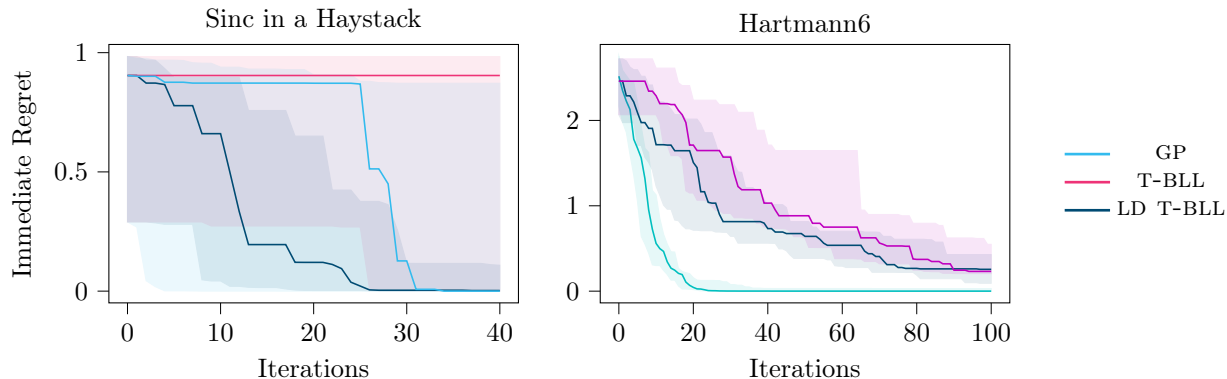 Sinc in a Haystack
Immediate Regret
1
0.5
0
0 10 20 30 40
Iterations
Hartmann6
2
1
0
0 20 40 60 80 100
Iterations
GP
T-BLL
LD T-BLL